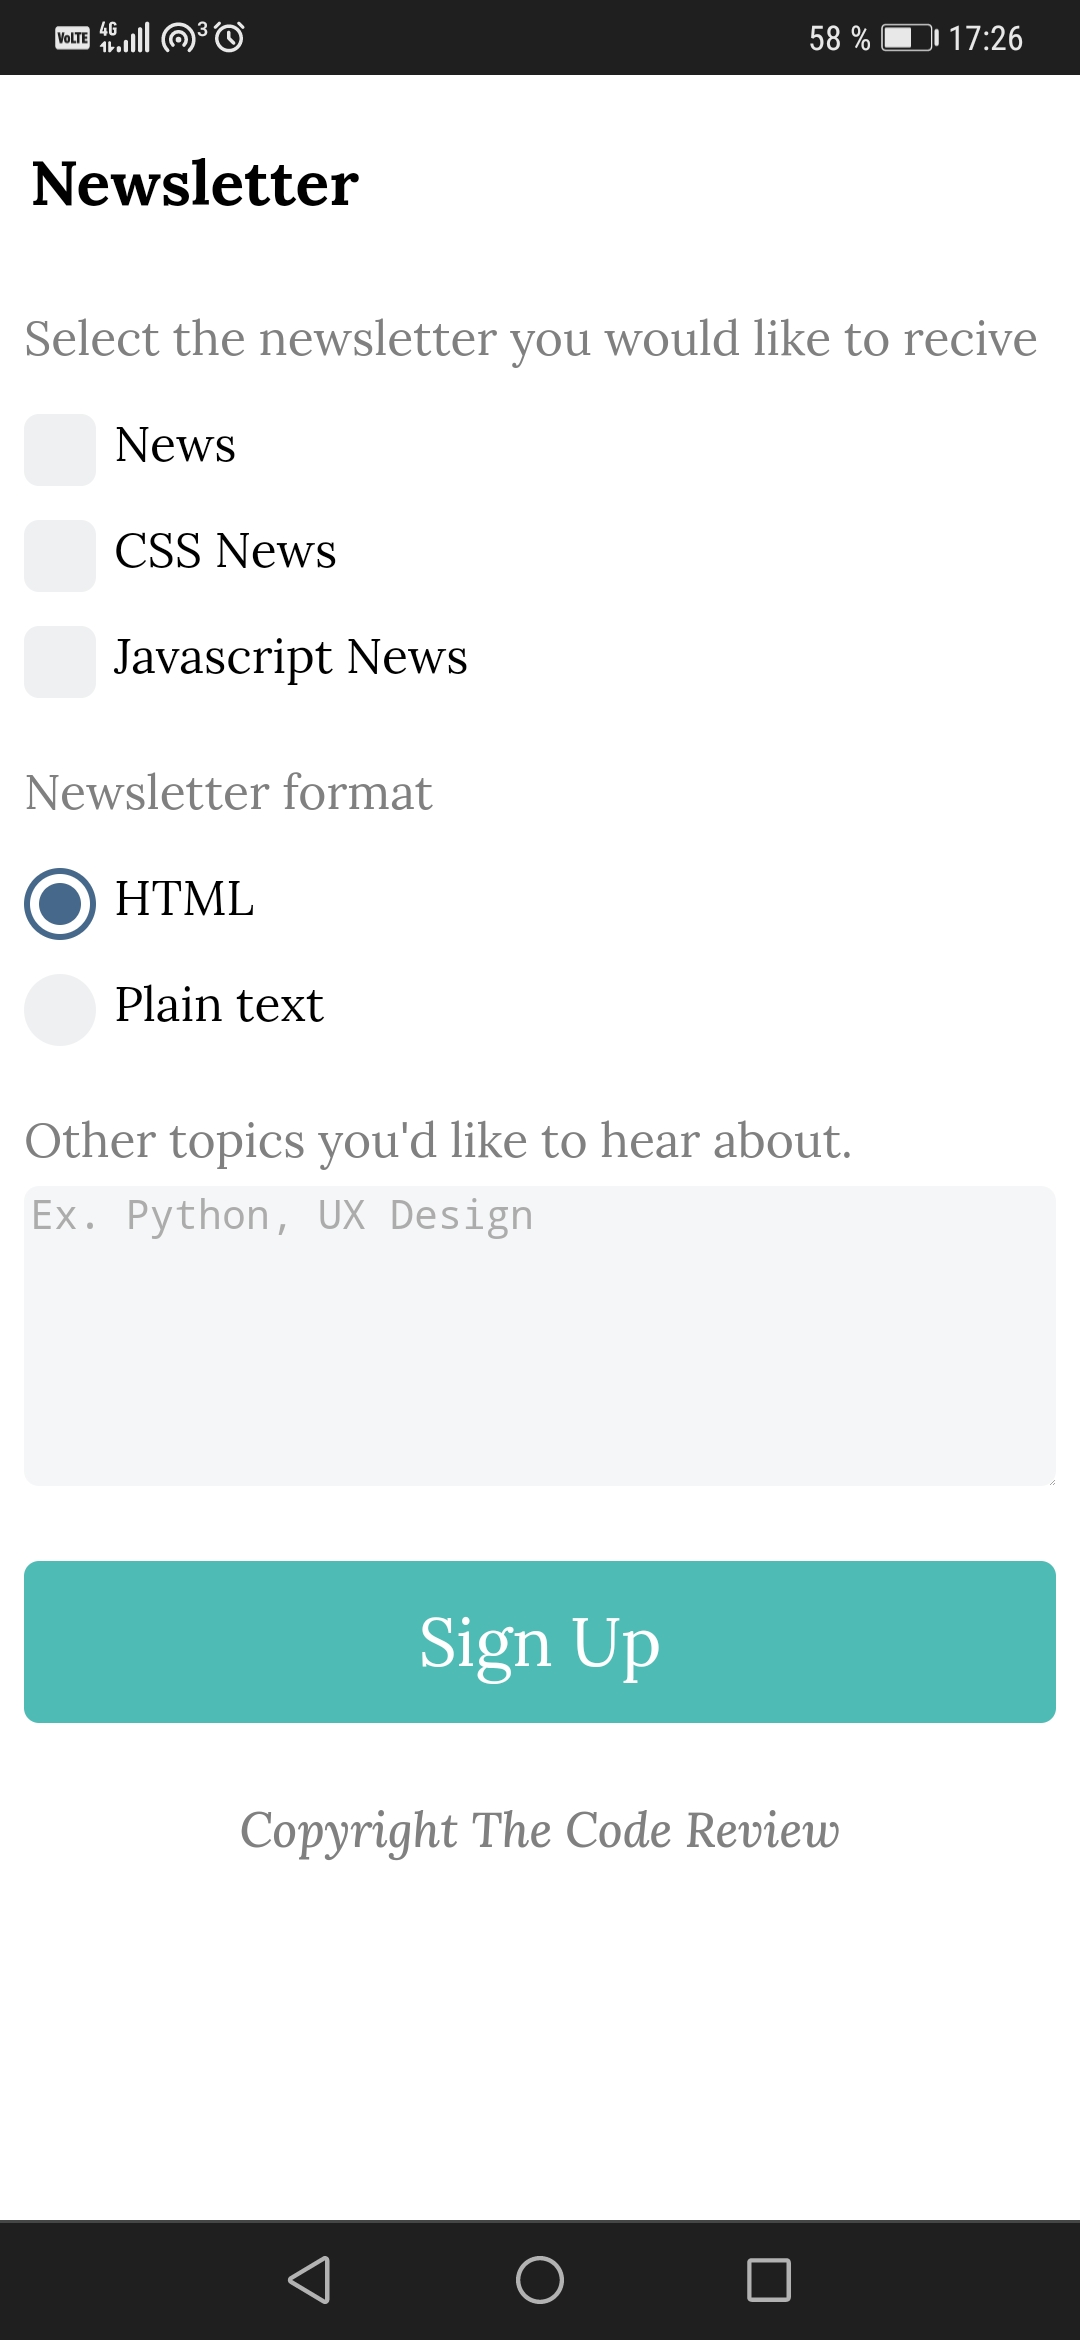 VoLTE 4G 3 58 % 17:26
Newsletter
Select the newsletter you would like to recive
News
CSS News
Javascript News
Newsletter format
HTML
Plain text
Other topics you'd like to hear about.
Ex. Python, UX Design
Sign Up
Copyright The Code Review